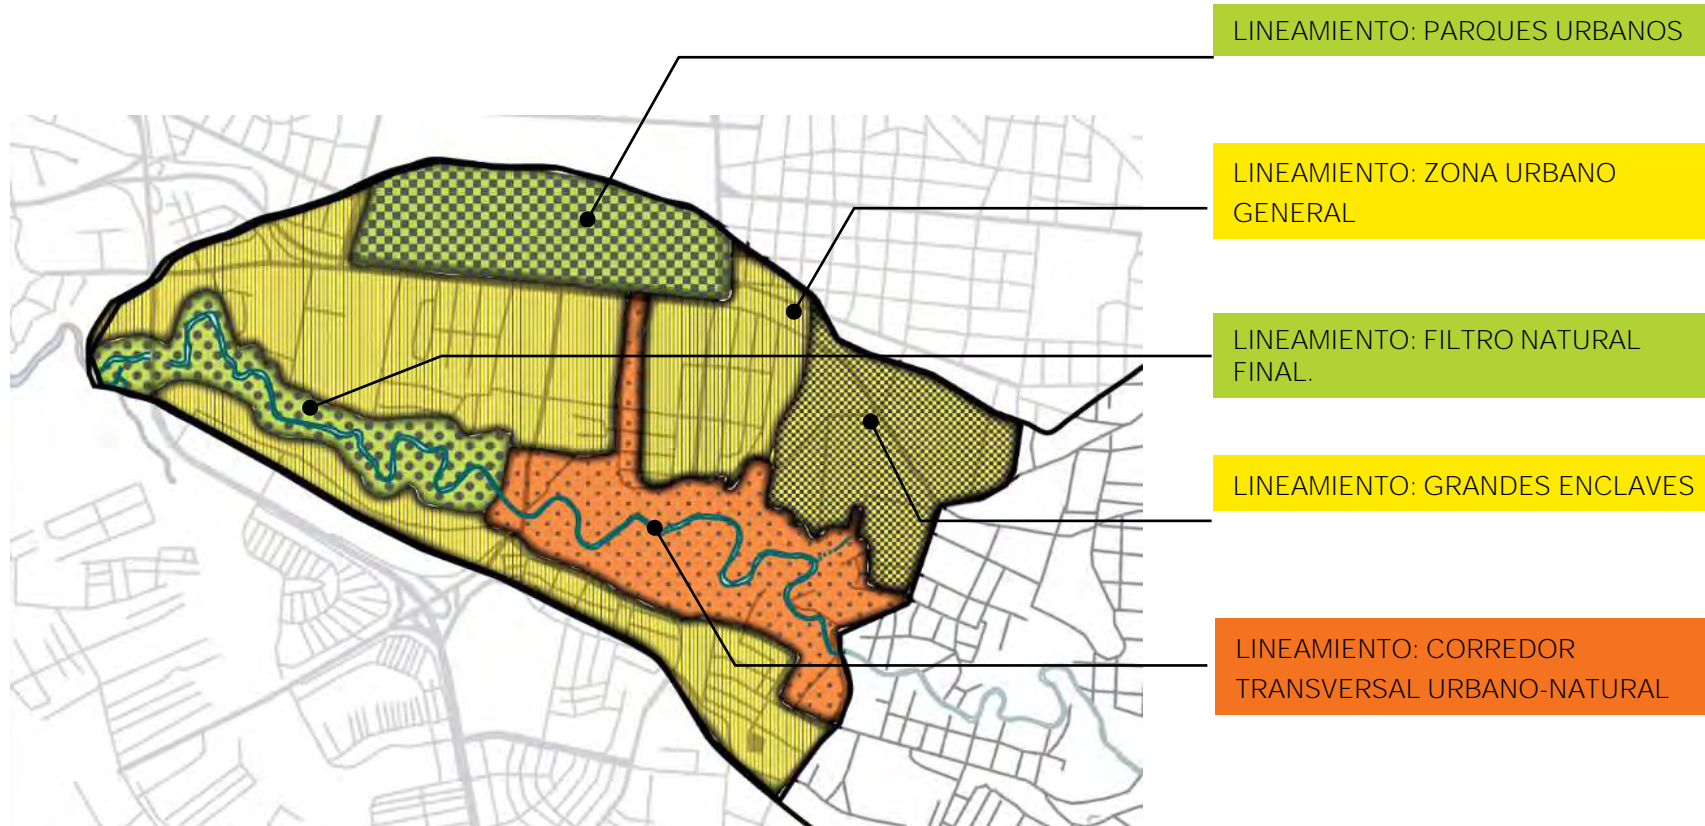 LINEAMIENTO: PARQUES URBANOS
LINEAMIENTO: ZONA URBANO
GENERAL
LINEAMIENTO: FILTRO NATURAL
FINAL.
LINEAMIENTO: GRANDES ENCLAVES
LINEAMIENTO: CORREDOR
TRANSVERSAL URBANO-NATURAL